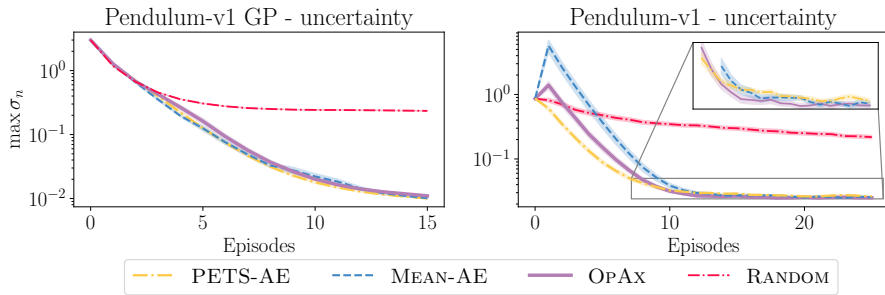 Pendulum-v1 GP - uncertainty
max σn
10^0
10^-1
10^-2
0 5 10 15
Episodes
Pendulum-v1 - uncertainty
10^0
10^-1
0 10 20
Episodes
PETS-AE MEAN-AE OPAX RANDOM